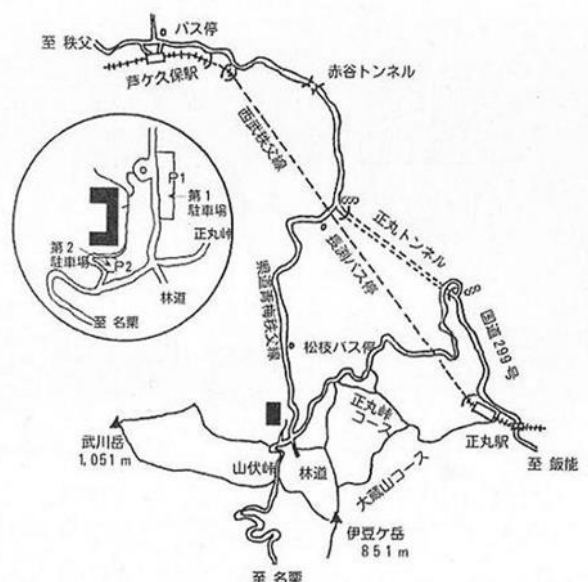 バス停
至 秩父
芦ケ久保駅
赤谷トンネル
西武秩父線
P1
第1
駐車場
正丸峠
第2
駐車場
P2
林道
至 名栗
正丸トンネル
長渕バス停
県道青梅秩父線
国道299号
松枝バス停
正丸峠
コース
正丸駅
至 飯能
武川岳
1,051m
山伏峠
林道
大蔵山コース
伊豆ケ岳
851m
至 名栗